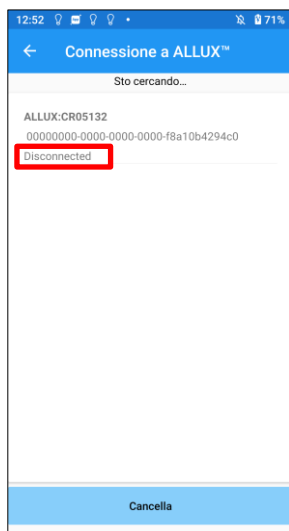 12:52 71%
Connessione a ALLUX™
Sto cercando…
ALLUX:CR05132
00000000-0000-0000-0000-f8a10b4294c0
Disconnected
Cancella